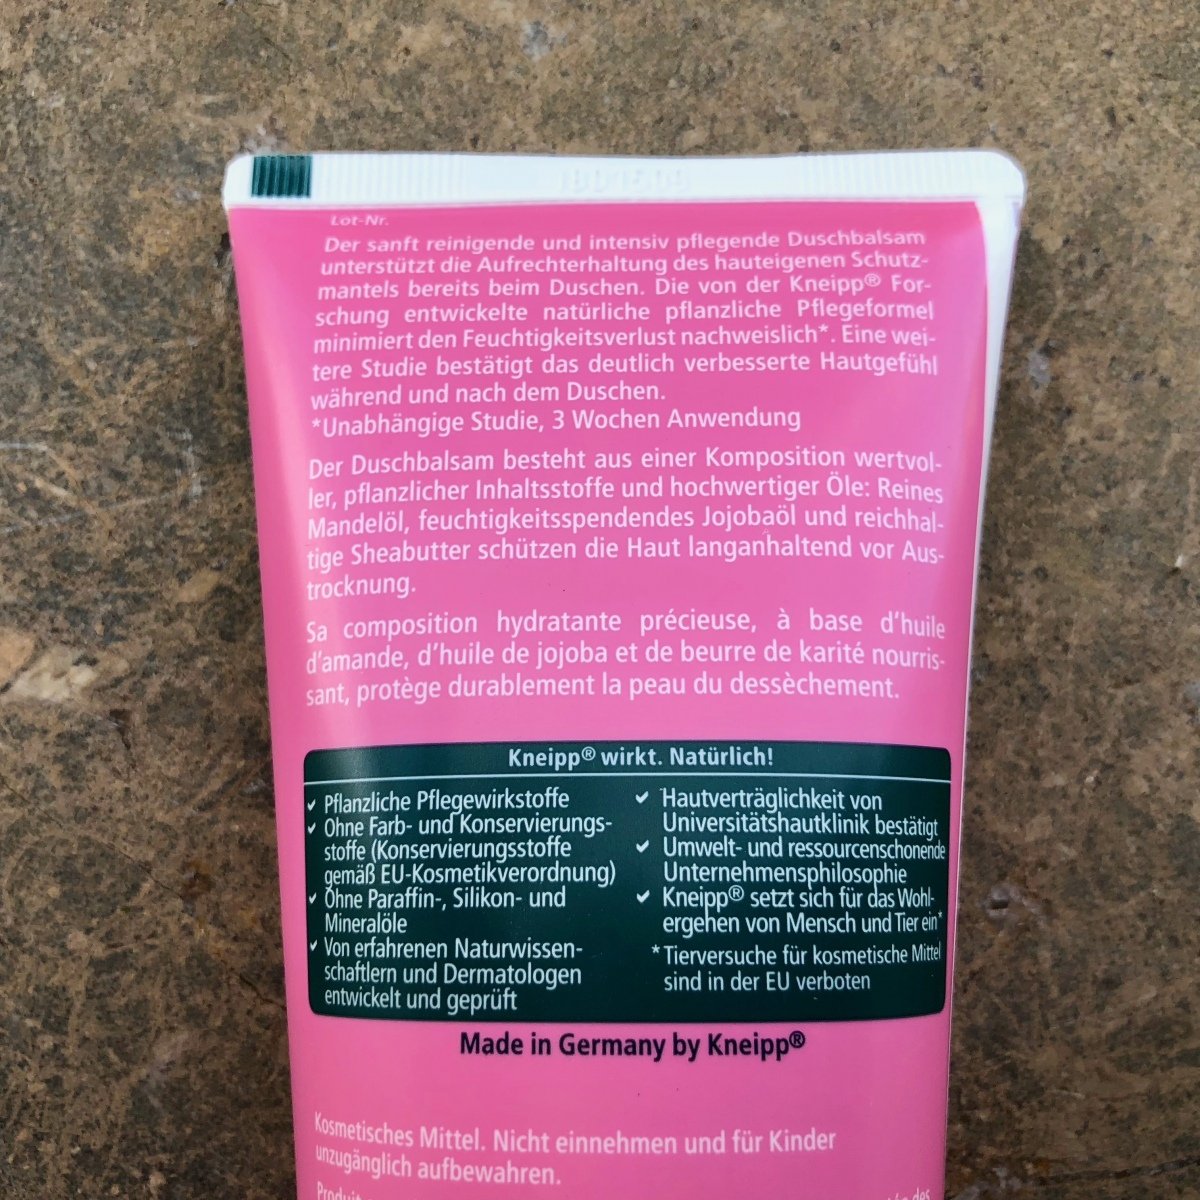 Lot-Nr.
Der sanft reinigende und intensiv pflegende Duschbalsam
unterstützt die Aufrechterhaltung des hauteigenen Schutz-
mantels bereits beim Duschen. Die von der Kneipp® For-
schung entwickelte natürliche pflanzliche Pflegeformel
minimiert den Feuchtigkeitsverlust nachweislich*. Eine wei-
tere Studie bestätigt das deutlich verbesserte Hautgefühl
während und nach dem Duschen.
*Unabhängige Studie, 3 Wochen Anwendung
Der Duschbalsam besteht aus einer Komposition wertvol-
ler, pflanzlicher Inhaltsstoffe und hochwertiger Öle: Reines
Mandelöl, feuchtigkeitsspendendes Jojobaöl und reichhal-
tige Sheabutter schützen die Haut langanhaltend vor Aus-
trocknung.
Sa composition hydratante précieuse, à base d'huile
d'amande, d'huile de jojoba et de beurre de karité nourris-
sant, protège durablement la peau du dessèchement.
Kneipp® wirkt. Natürlich!
✓ Pflanzliche Pflegewirkstoffe
✓ Ohne Farb- und Konservierungs-
stoffe (Konservierungsstoffe
gemäß EU-Kosmetikverordnung)
✓ Ohne Paraffin-, Silikon- und
Mineralöle
✓ Von erfahrenen Naturwissen-
schaftlern und Dermatologen
entwickelt und geprüft
✓ Hautverträglichkeit von
Universitätshautklinik bestätigt
✓ Umwelt- und ressourcenschonende
Unternehmensphilosophie
✓ Kneipp® setzt sich für das Wohl-
ergehen von Mensch und Tier ein*
*Tierversuche für kosmetische Mittel
sind in der EU verboten
Made in Germany by Kneipp®
Kosmetisches Mittel. Nicht einnehmen und für Kinder
unzugänglich aufbewahren.
Produit des